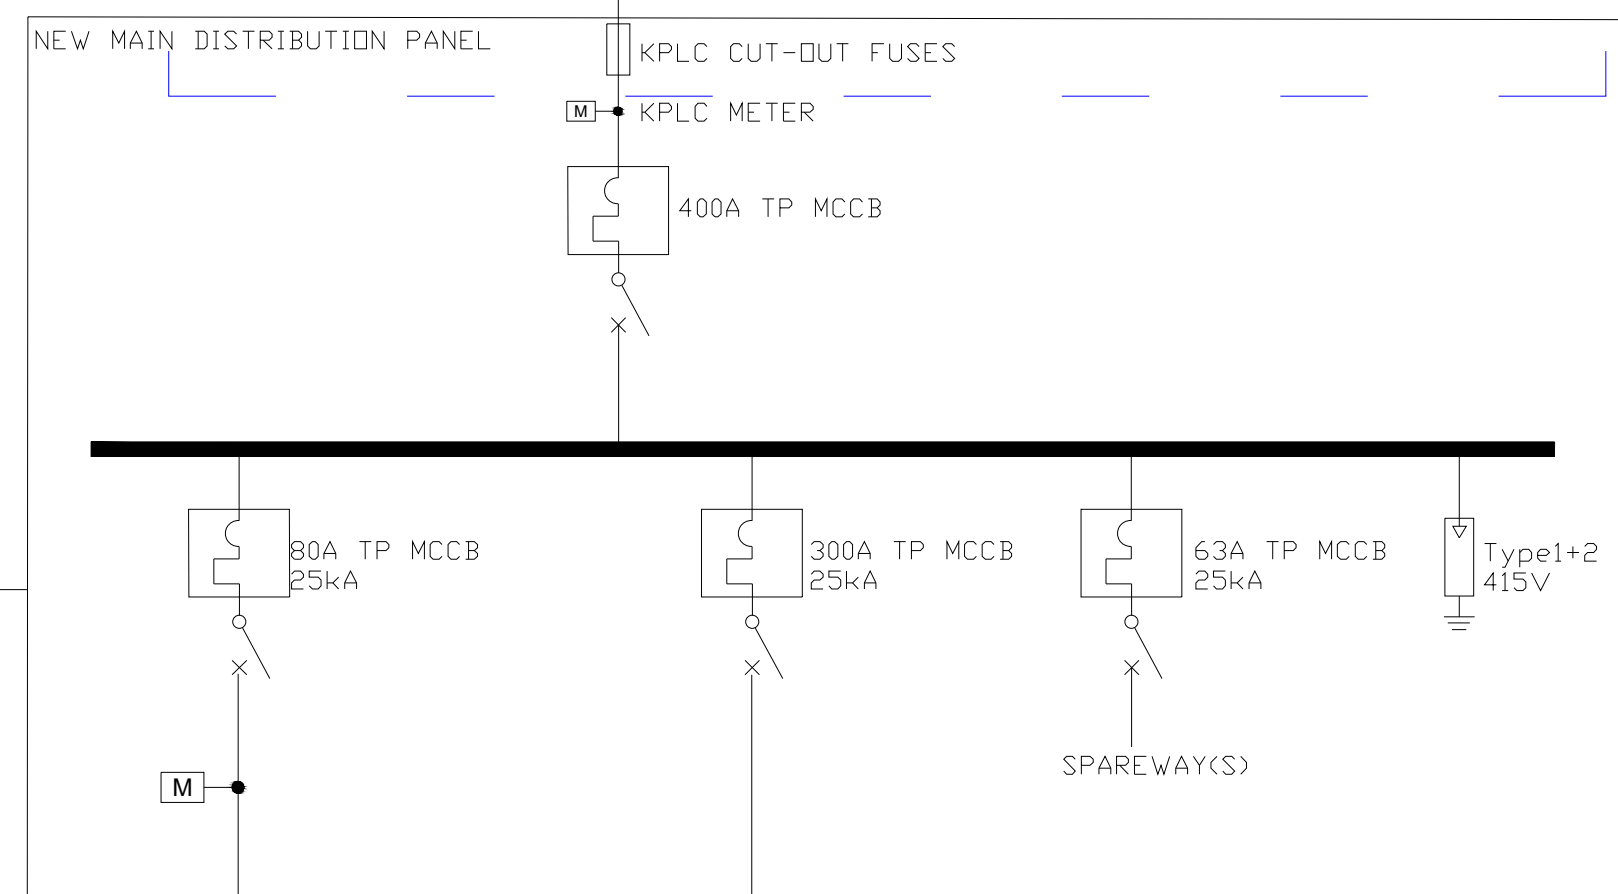 NEW MAIN DISTRIBUTION PANEL
KPLC CUT-OUT FUSES
M
KPLC METER
400A TP MCCB
80A TP MCCB
25kA
300A TP MCCB
25kA
63A TP MCCB
25kA
Type1+2
415V
SPAREWAY(S)
M